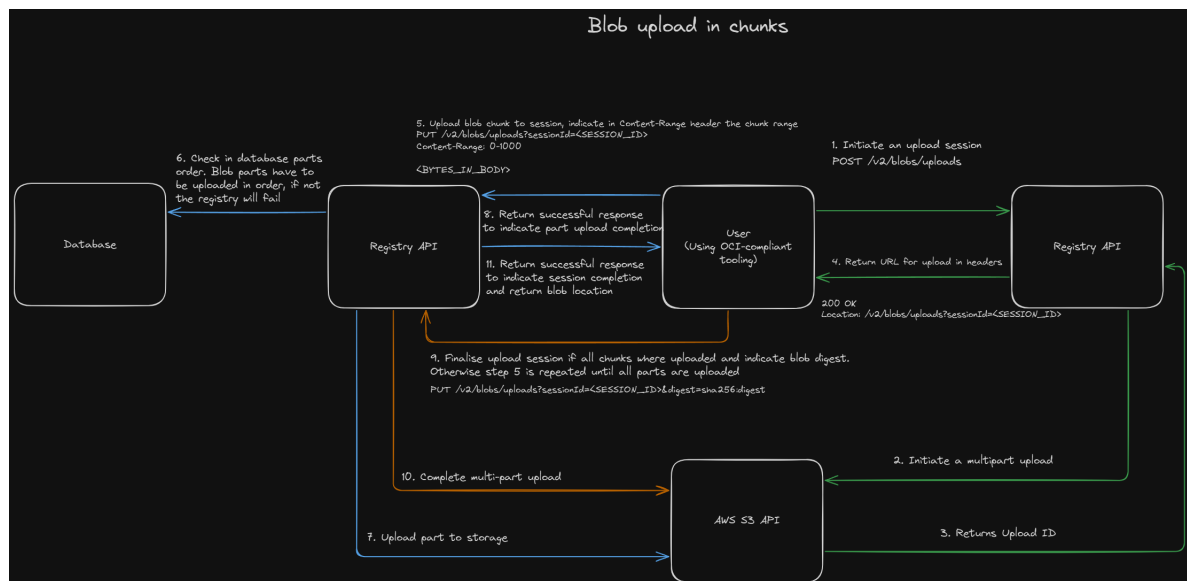 Blob upload in chunks
5. Upload blob chunk to session, indicate in Content-Range header the chunk range
PUT /v2/blobs/uploads?sessionId=<SESSION_ID>
Content-Range: 0-1000
<BYTES_IN_BODY>
1. Initiate an upload session
POST /v2/blobs/uploads
6. Check in database parts
order. Blob parts have to
be uploaded in order, if not
the registry will fail
Database
Registry API
8. Return successful response
to indicate part upload completion
11. Return successful response
to indicate session completion
and return blob location
User
(Using OCI-compliant
tooling)
Registry API
4. Return URL for upload in headers
200 OK
Location: /v2/blobs/uploads?sessionId=<SESSION_ID>
9. Finalise upload session if all chunks where uploaded and indicate blob digest.
Otherwise step 5 is repeated until all parts are uploaded
PUT /v2/blobs/uploads?sessionId=<SESSION_ID>&digest=sha256:digest
10. Complete multi-part upload
2. Initiate a multipart upload
AWS S3 API
7. Upload part to storage
3. Returns Upload ID